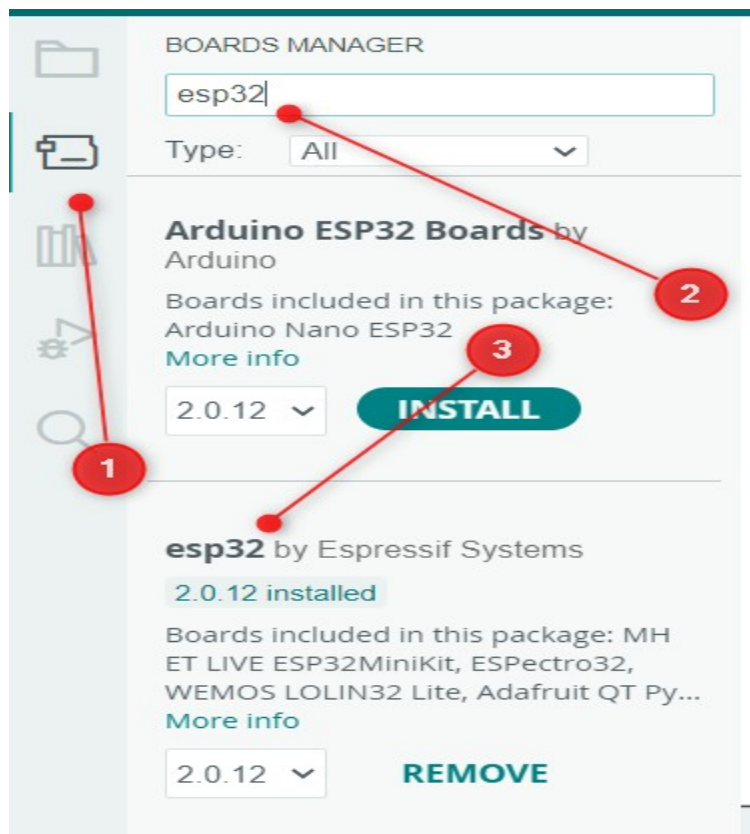 BOARDS MANAGER
esp32
Type: All
Arduino ESP32 Boards by
Arduino
Boards included in this package:
Arduino Nano ESP32
More info
2.0.12 INSTALL
esp32 by Espressif Systems
2.0.12 installed
Boards included in this package: MH
ET LIVE ESP32MiniKit, ESPectro32,
WEMOS LOLIN32 Lite, Adafruit QT Py...
More info
2.0.12 REMOVE
1
2
3